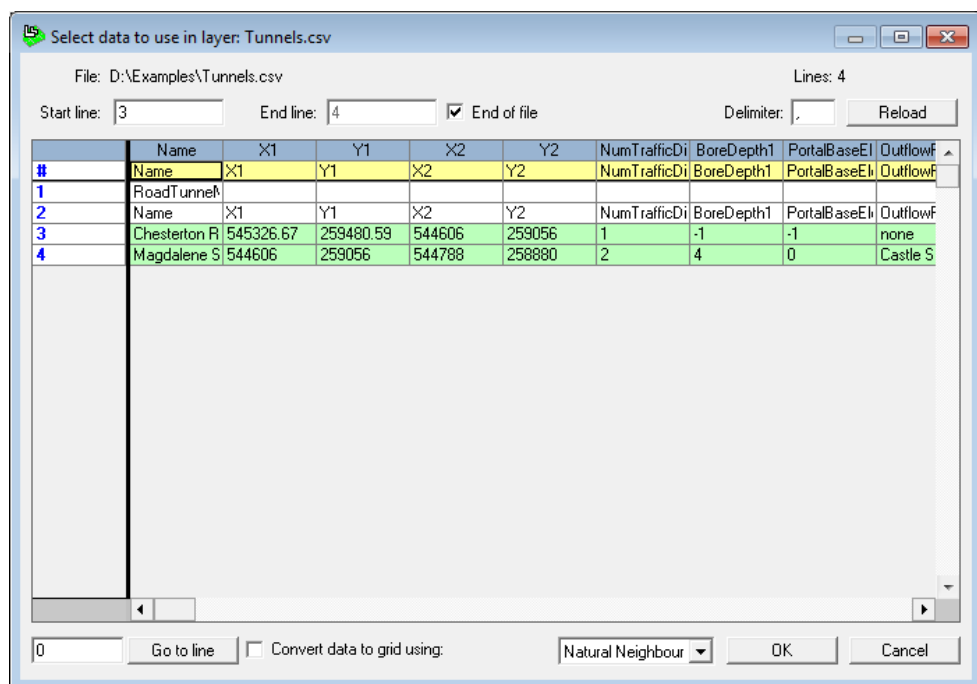 Select data to use in layer: Tunnels.csv
File: D:\Examples\Tunnels.csv Lines: 4
Start line: 3 End line: 4 End of file Delimiter: , Reload
Name X1 Y1 X2 Y2 NumTrafficDi BoreDepth1 PortalBaseEl OutflowF
# Name X1 Y1 X2 Y2 NumTrafficDi BoreDepth1 PortalBaseEl OutflowF
1 RoadTunnel
2 Name X1 Y1 X2 Y2 NumTrafficDi BoreDepth1 PortalBaseEl OutflowF
3 Chesterton R 545326.67 259480.59 544606 259056 1 -1 -1 none
4 Magdalene S 544606 259056 544788 258880 2 4 0 Castle S
0 Go to line Convert data to grid using: Natural Neighbour OK Cancel